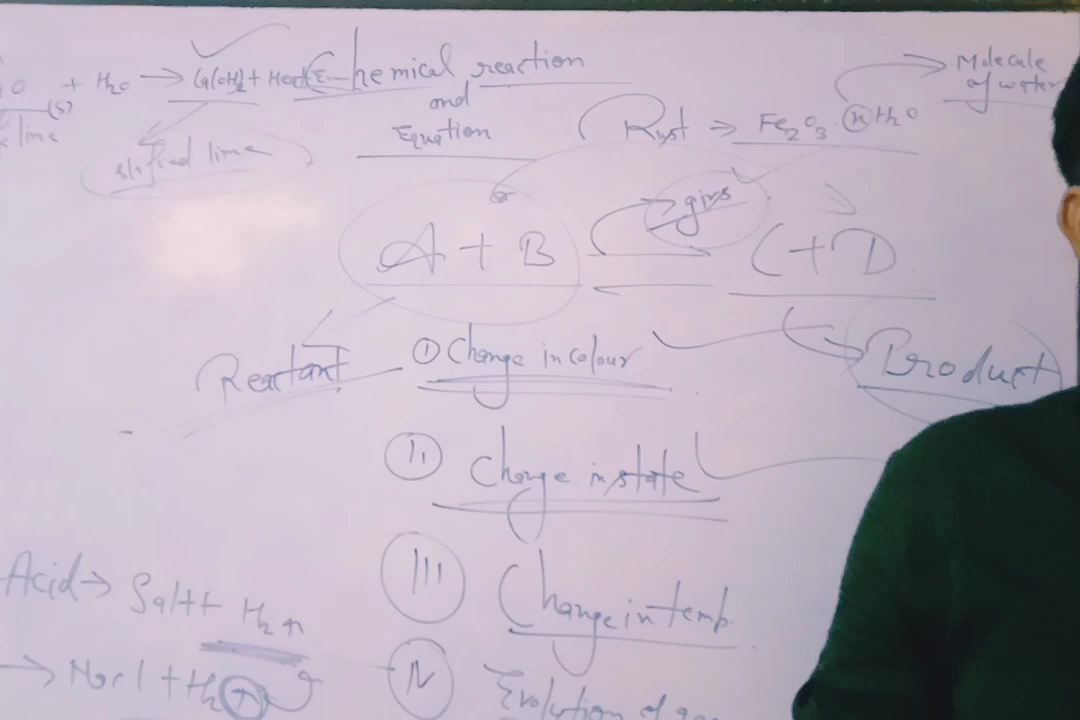 O + H₂O → Ca(OH)₂ + Heat
(s)
lime
slaked lime
Chemical reaction
and
Equation
Rust ⇒ Fe₂O₃ . n H₂O
→ Molecule
of water
A + B gives C + D
Reactant
Product
① Change in colour
II Change in state
III Change in temp.
IV Evolution of gas
Acid → Salt + H₂↑
→ Nacl + H₂↑